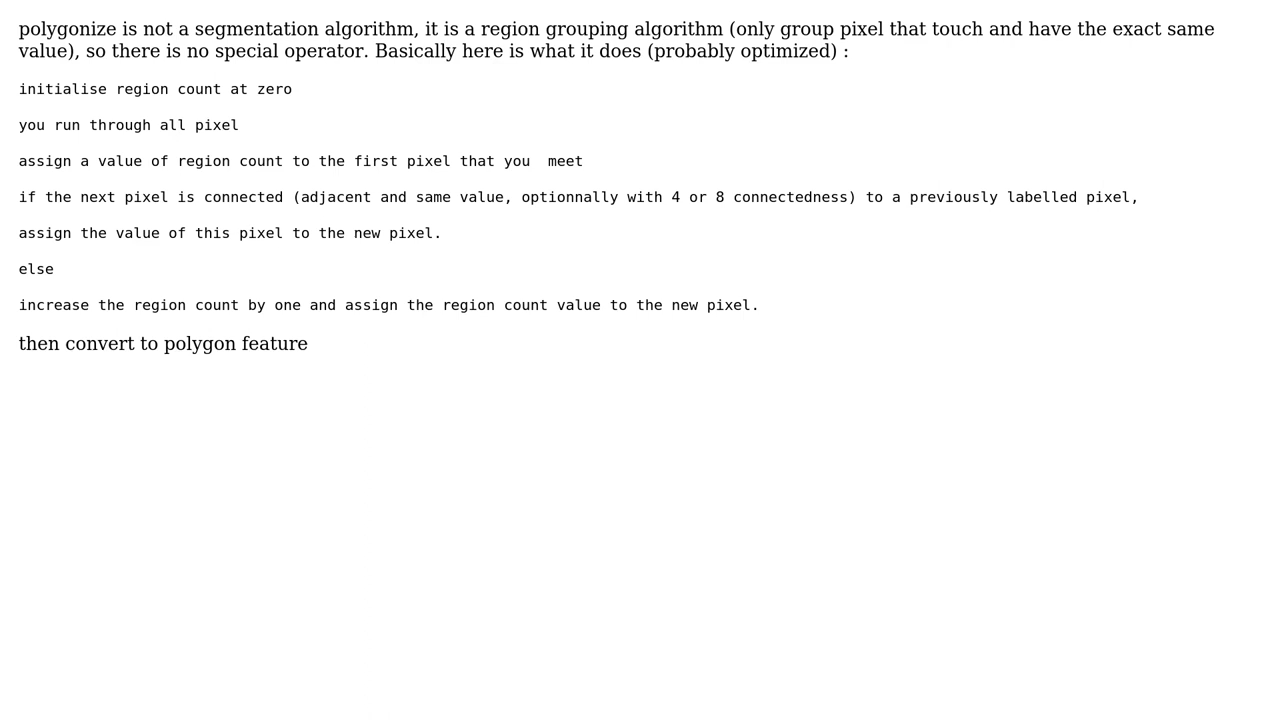 polygonize is not a segmentation algorithm, it is a region grouping algorithm (only group pixel that touch and have the exact same
value), so there is no special operator. Basically here is what it does (probably optimized) :
initialise region count at zero
you run through all pixel
assign a value of region count to the first pixel that you  meet
if the next pixel is connected (adjacent and same value, optionnally with 4 or 8 connectedness) to a previously labelled pixel,
assign the value of this pixel to the new pixel.
else
increase the region count by one and assign the region count value to the new pixel.
then convert to polygon feature